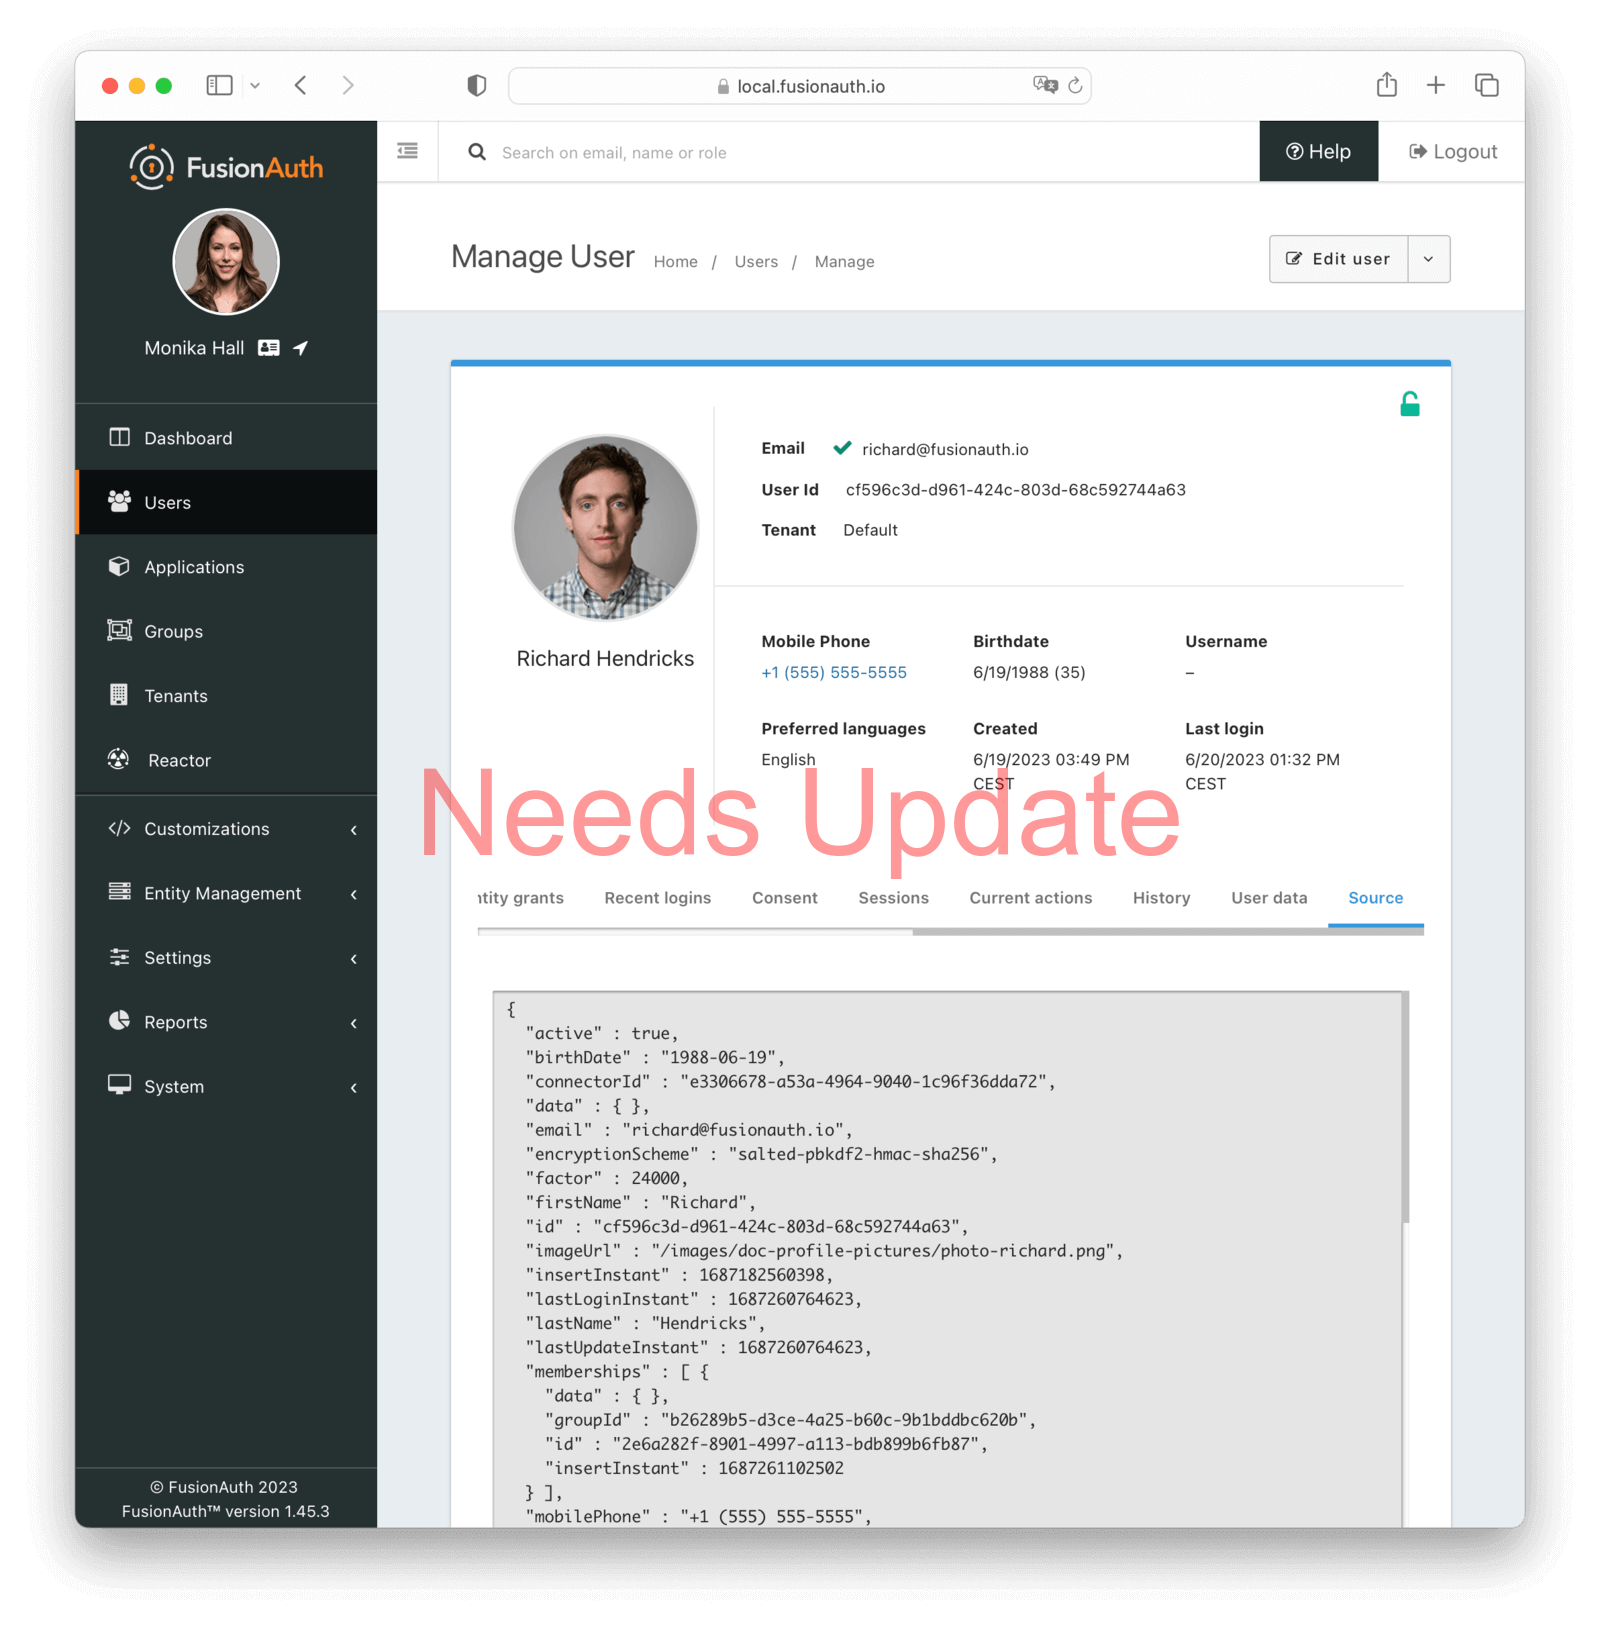 local.fusionauth.io
FusionAuth
Search on email, name or role
Help
Logout
Monika Hall
Manage User
Home / Users / Manage
Edit user
Dashboard
Users
Applications
Groups
Tenants
Reactor
Customizations
Entity Management
Settings
Reports
System
© FusionAuth 2023
FusionAuth™ version 1.45.3
Richard Hendricks
Email richard@fusionauth.io
User Id cf596c3d-d961-424c-803d-68c592744a63
Tenant Default
Mobile Phone Birthdate Username
+1 (555) 555-5555 6/19/1988 (35) –
Preferred languages Created Last login
English 6/19/2023 03:49 PM 6/20/2023 01:32 PM
CEST CEST
Needs Update
ntity grants Recent logins Consent Sessions Current actions History User data Source
{
"active" : true,
"birthDate" : "1988-06-19",
"connectorId" : "e3306678-a53a-4964-9040-1c96f36dda72",
"data" : { },
"email" : "richard@fusionauth.io",
"encryptionScheme" : "salted-pbkdf2-hmac-sha256",
"factor" : 24000,
"firstName" : "Richard",
"id" : "cf596c3d-d961-424c-803d-68c592744a63",
"imageUrl" : "/images/doc-profile-pictures/photo-richard.png",
"insertInstant" : 1687182560398,
"lastLoginInstant" : 1687260764623,
"lastName" : "Hendricks",
"lastUpdateInstant" : 1687260764623,
"memberships" : [ {
"data" : { },
"groupId" : "b26289b5-d3ce-4a25-b60c-9b1bddbc620b",
"id" : "2e6a282f-8901-4997-a113-bdb899b6fb87",
"insertInstant" : 1687261102502
} ],
"mobilePhone" : "+1 (555) 555-5555",